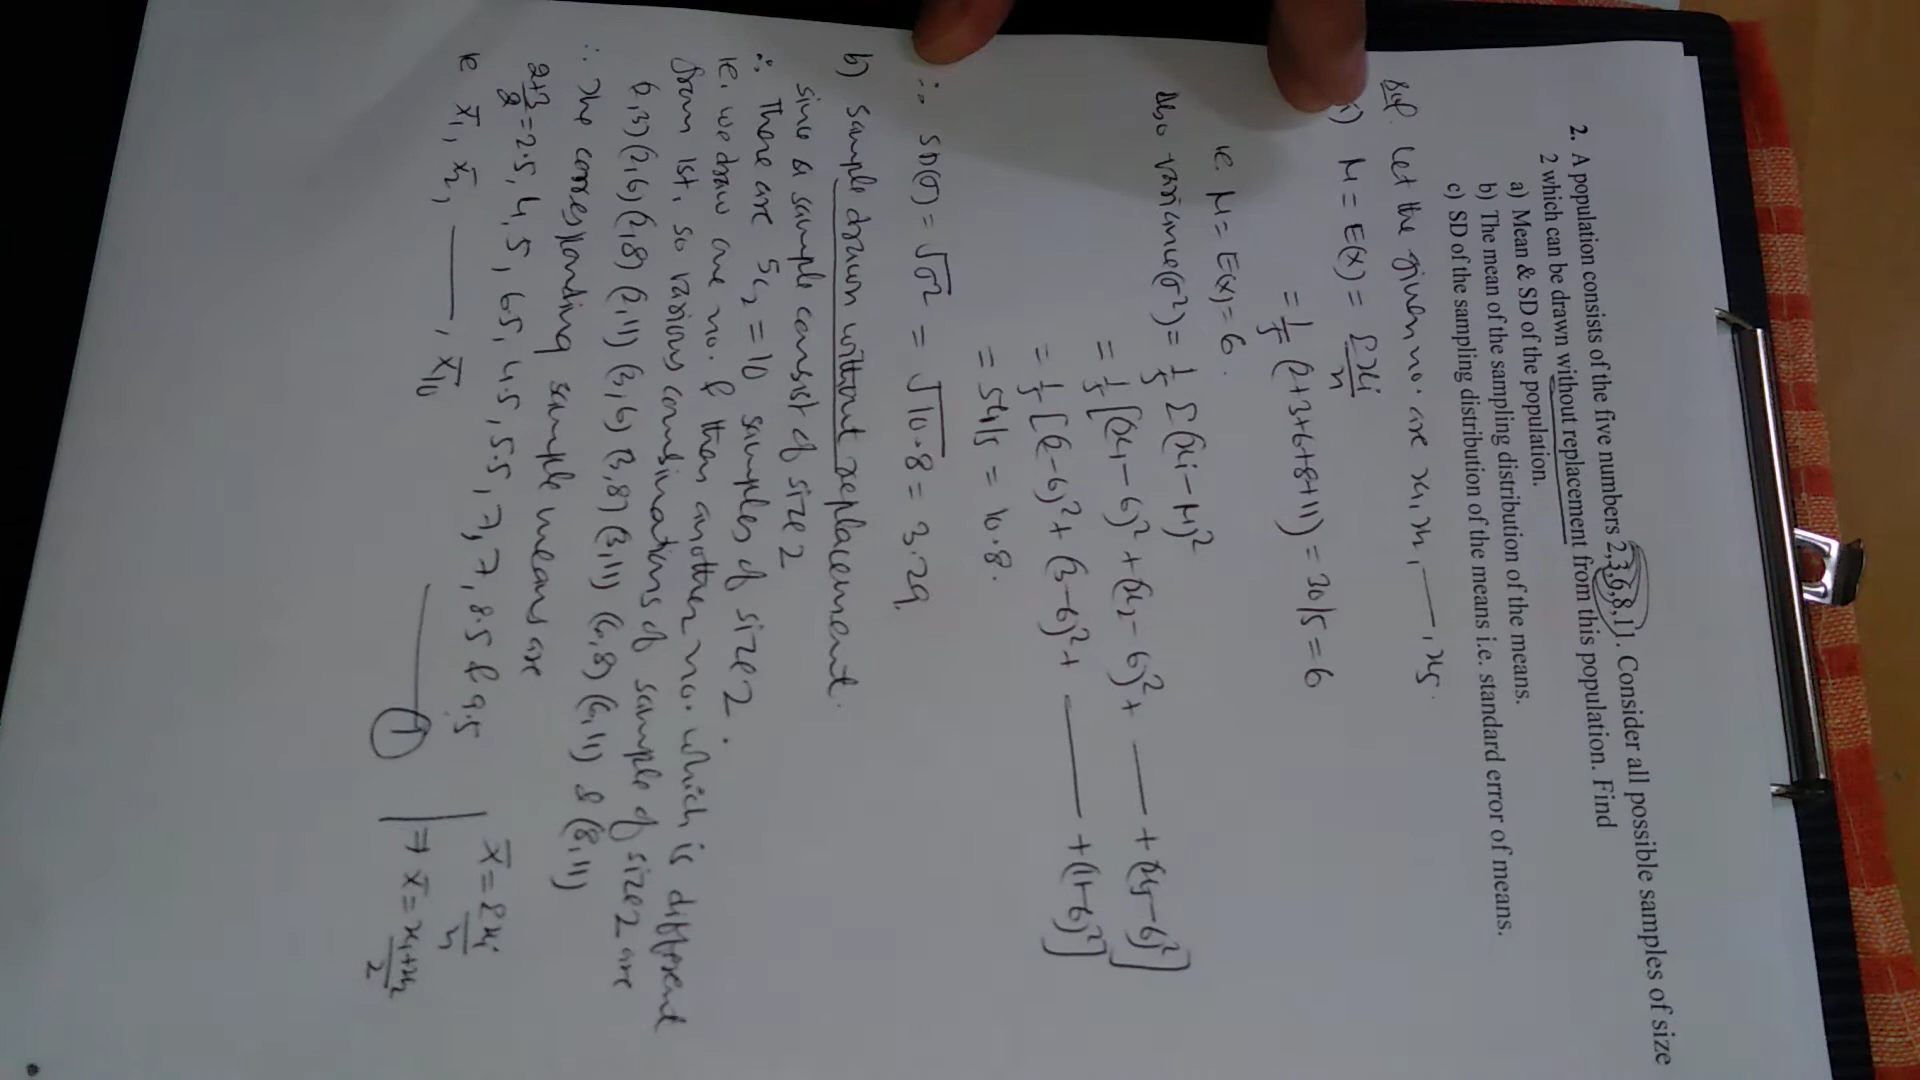 2. A population consists of the five numbers 2,3,6,8,11. Consider all possible samples of size
2 which can be drawn without replacement from this population. Find
a) Mean & SD of the population.
b) The mean of the sampling distribution of the means.
c) SD of the sampling distribution of the means i.e. standard error of means.
Sol. Let the given no. are x1, x2, —, x5.
) M = E(x) = Σxi/n
= 1/5 (2+3+6+8+11) = 30/5 = 6
ie. M = E(x) = 6.
Also variance(σ²) = 1/5 Σ(xi-M)²
= 1/5 [(x1-6)² + (x2-6)² + — + (x5-6)²]
= 1/5 [(2-6)² + (3-6)² + — + (11-6)²]
= 54/5 = 10.8.
∴ SD(σ) = √σ² = √10.8 = 3.29.
b) sample drawn without replacement.
since a sample consist of size 2
∴ There are 5c2 = 10 samples of size 2.
ie. we draw one no. & then another no. which is different
from 1st, so various combinations of sample of size 2 are
(2,3) (2,6) (2,8) (2,11) (3,6) (3,8) (3,11) (6,8) (6,11) & (8,11)
∴ The corresponding sample means are
2+3/2 = 2.5, 4, 5, 6.5, 4.5, 5.5, 7, 7, 8.5 & 9.5
ie x̄1, x̄2, —, x̄10 — ①
x̄ = Σxi/n
⇒ x̄ = x1+x2/2